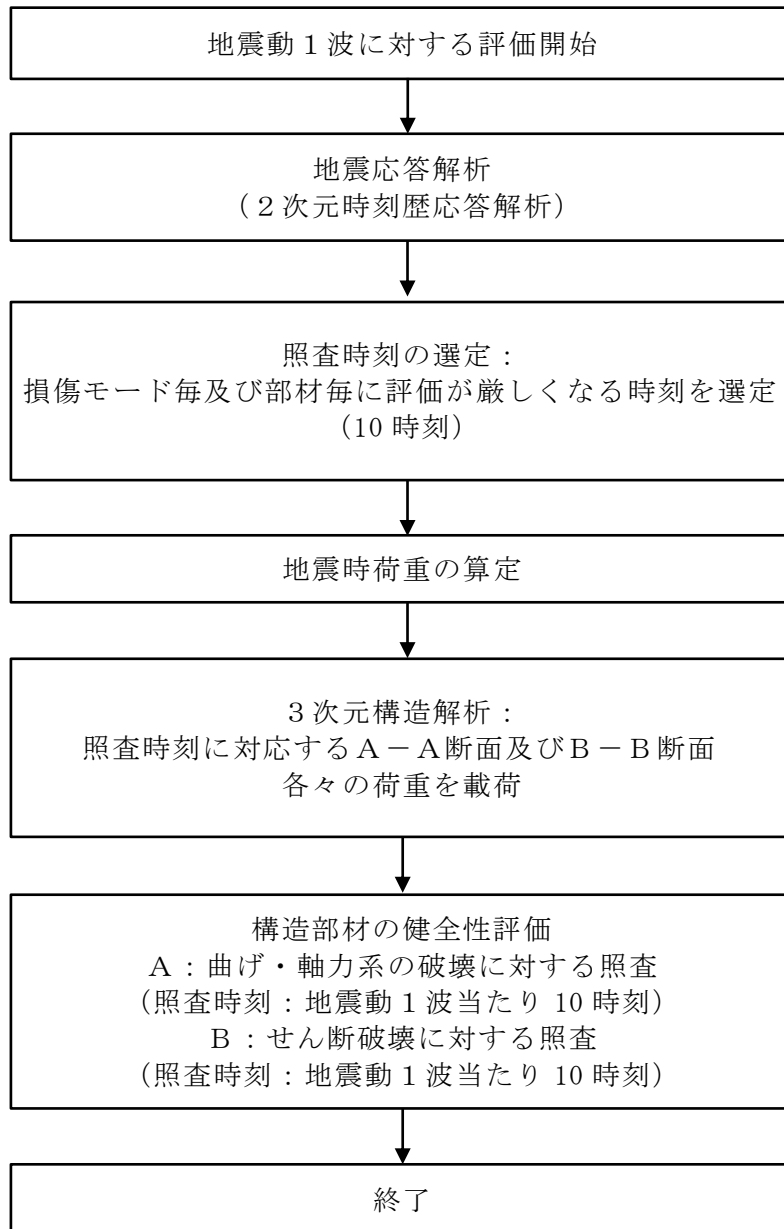 地震動１波に対する評価開始
地震応答解析
（２次元時刻歴応答解析）
照査時刻の選定：
損傷モード毎及び部材毎に評価が厳しくなる時刻を選定
（10 時刻）
地震時荷重の算定
３次元構造解析：
照査時刻に対応するＡ－Ａ断面及びＢ－Ｂ断面
各々の荷重を載荷
構造部材の健全性評価
Ａ：曲げ・軸力系の破壊に対する照査
（照査時刻：地震動１波当たり 10 時刻）
Ｂ：せん断破壊に対する照査
（照査時刻：地震動１波当たり 10 時刻）
終了